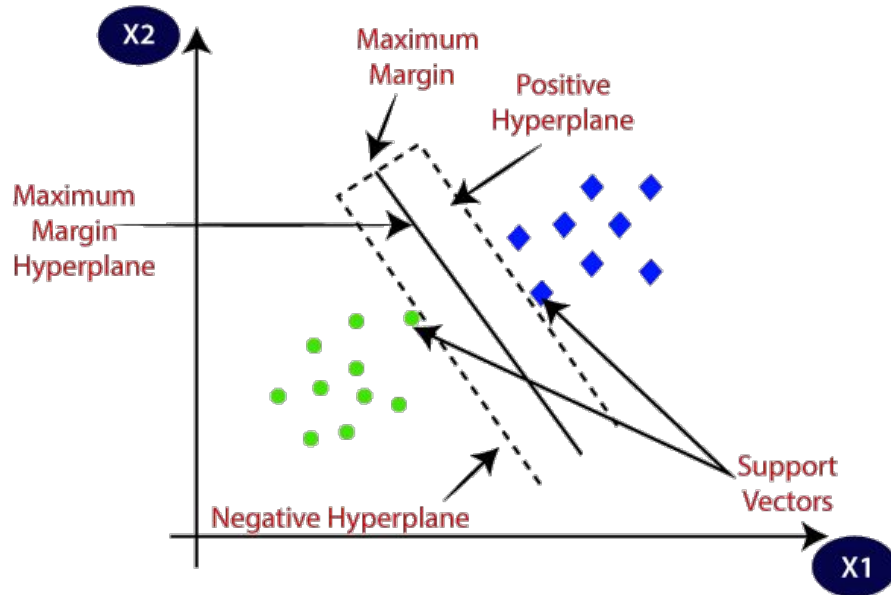 X2
Maximum
Margin
Positive
Hyperplane
Maximum
Margin
Hyperplane
Support
Vectors
Negative Hyperplane
X1